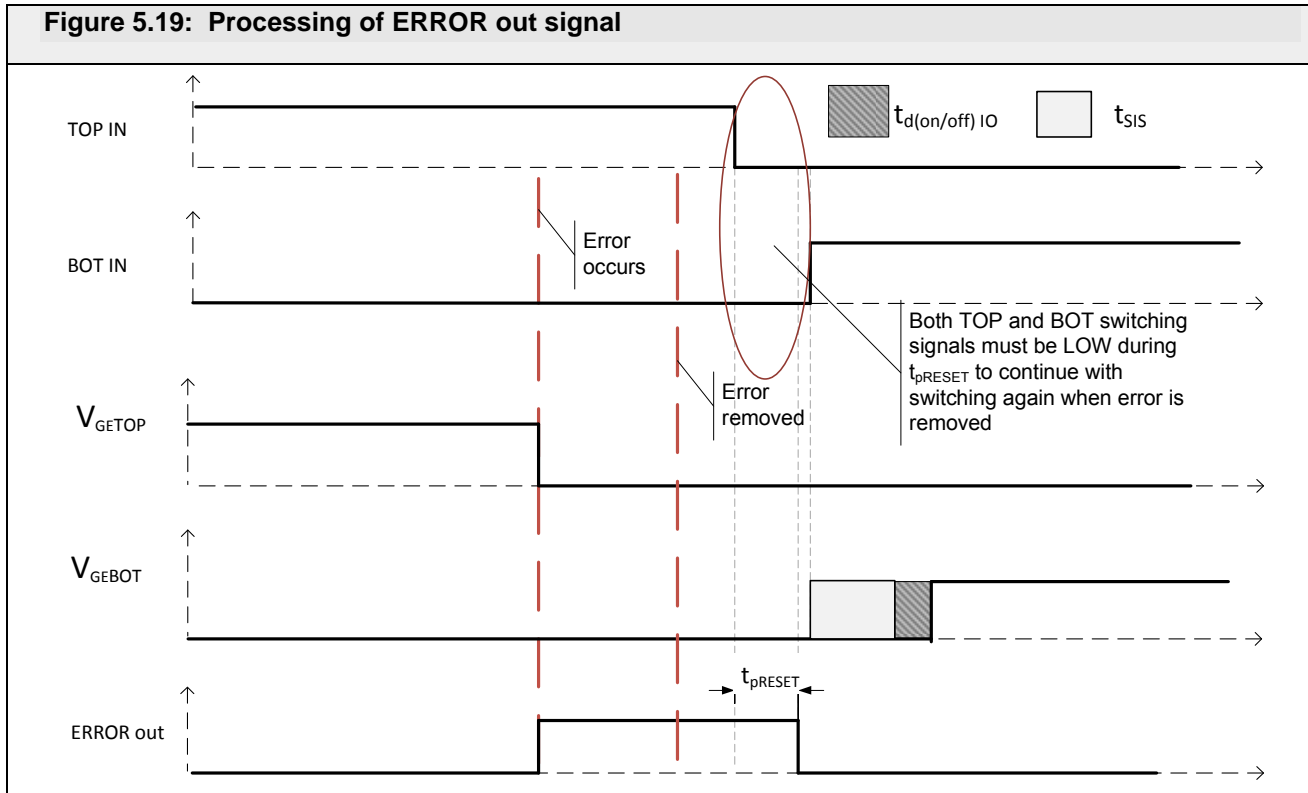 Figure 5.19: Processing of ERROR out signal
TOP IN
td(on/off) IO
tSIS
BOT IN
Error
occurs
Both TOP and BOT switching
signals must be LOW during
tpRESET to continue with
switching again when error is
removed
Error
removed
VGETOP
VGEBOT
tpRESET
ERROR out